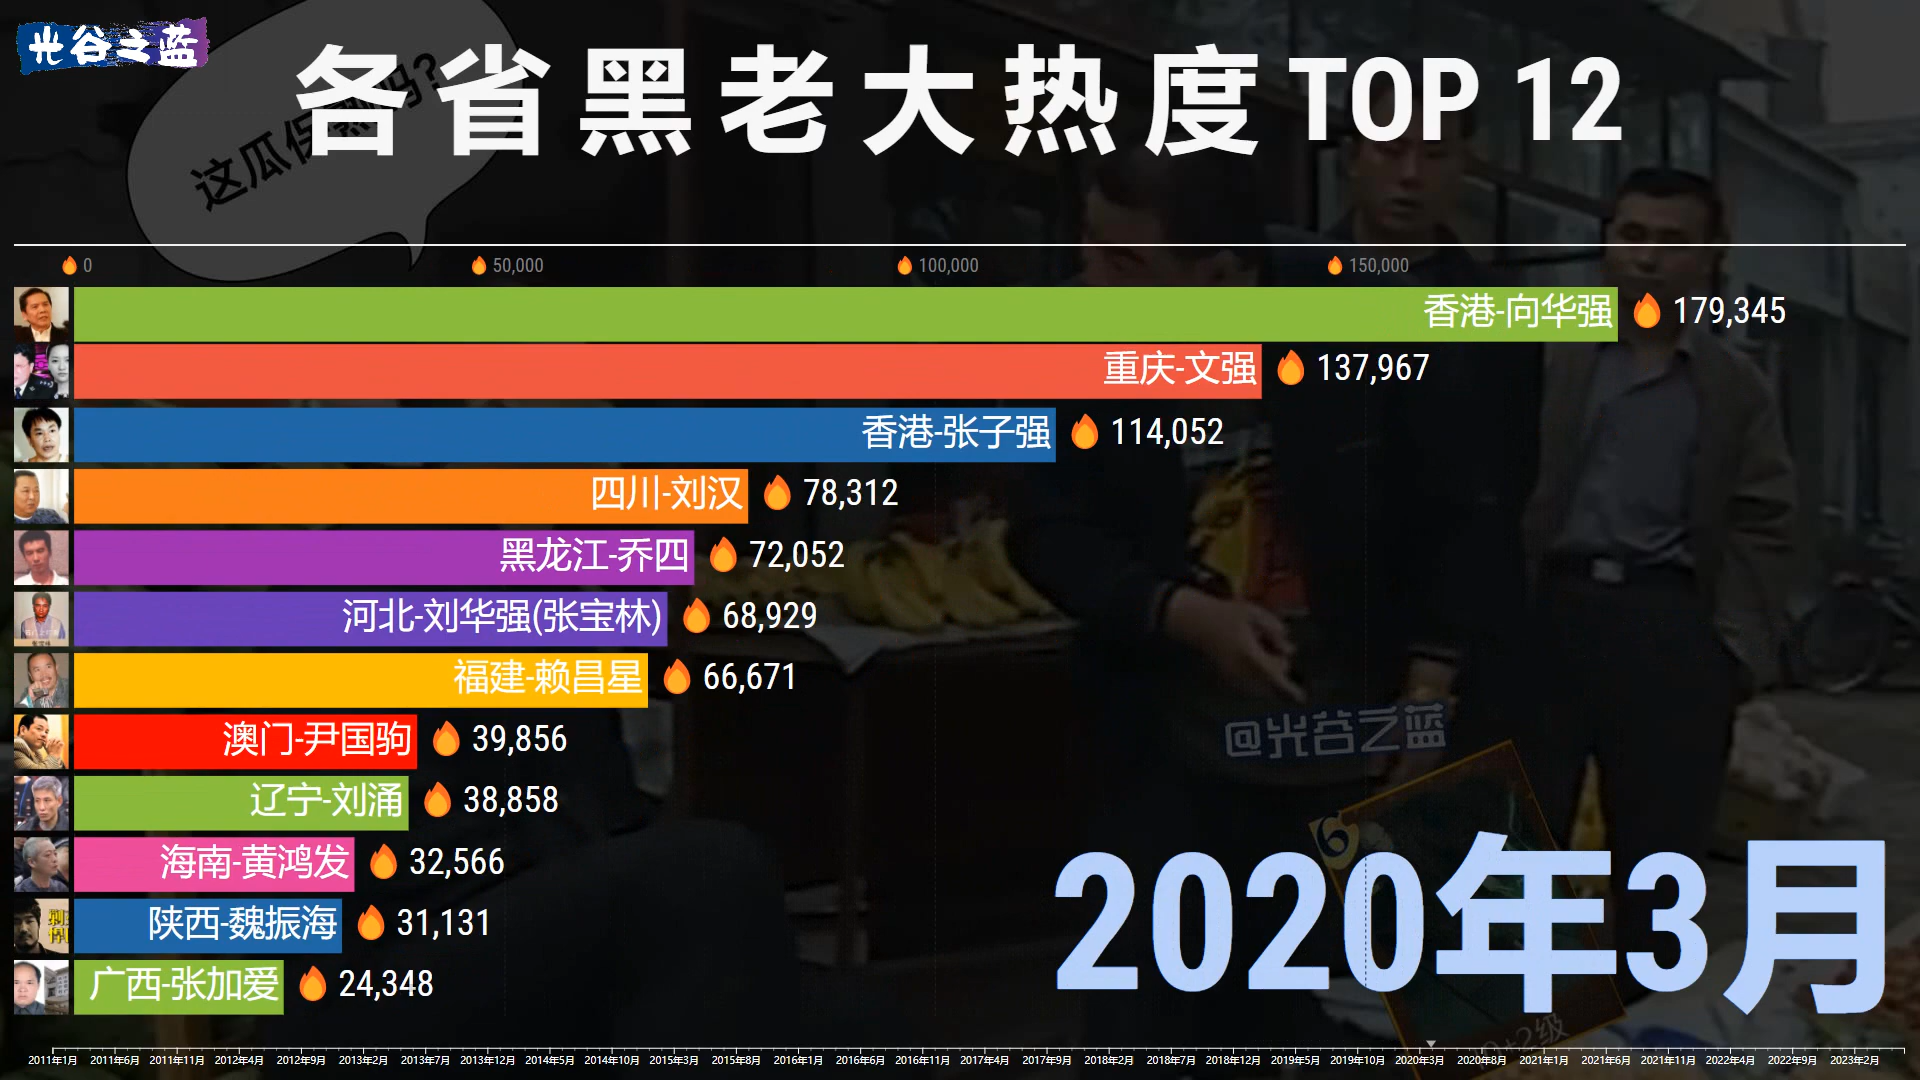 光谷之蓝
这瓜保熟吗?
各省黑老大热度TOP 12
0 50,000 100,000 150,000
香港-向华强 179,345
重庆-文强 137,967
香港-张子强 114,052
四川-刘汉 78,312
黑龙江-乔四 72,052
河北-刘华强(张宝林) 68,929
福建-赖昌星 66,671
澳门-尹国驹 39,856
@光谷之蓝
辽宁-刘涌 38,858
海南-黄鸿发 32,566
陕西-魏振海 31,131
广西-张加爱 24,348
2020年3月
2011年1月 2011年6月 2011年11月 2012年4月 2012年9月 2013年2月 2013年7月 2013年12月 2014年5月 2014年10月 2015年3月 2015年8月 2016年1月 2016年6月 2016年11月 2017年4月 2017年9月 2018年2月 2018年7月 2018年12月 2019年5月 2019年10月 2020年3月 2020年8月 2021年1月 2021年6月 2021年11月 2022年4月 2022年9月 2023年2月